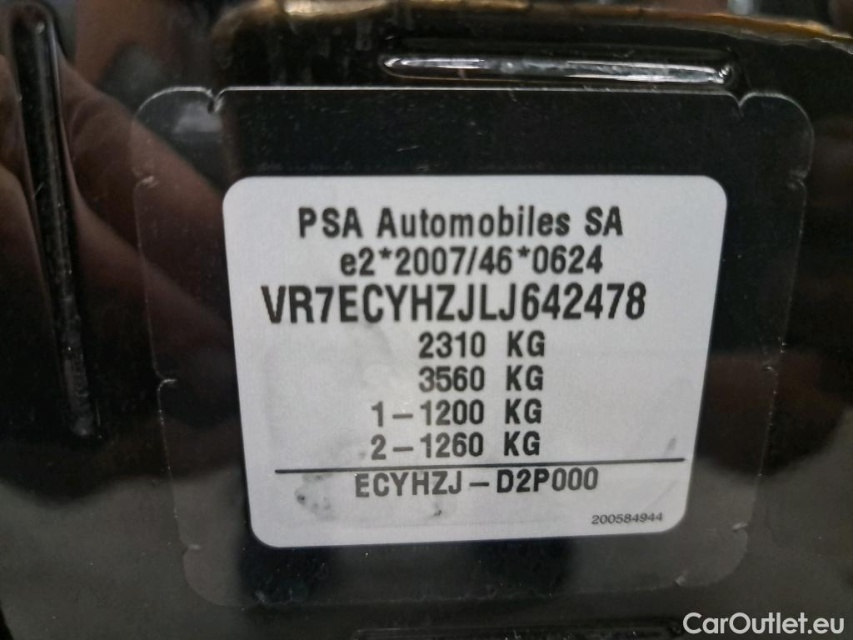 PSA Automobiles SA
e2*2007/46*0624
VR7ECYHZJLJ642478
2310 KG
3560 KG
1-1200 KG
2-1260 KG
ECYHZJ-D2P000
200584944
CarOutlet.eu